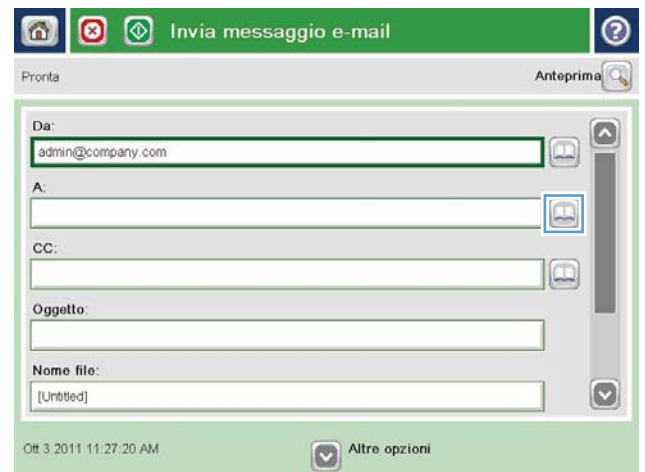 Invia messaggio e-mail
Pronta
Anteprima
Da:
admin@company.com
A:
CC:
Oggetto:
Nome file:
[Untitled]
Ott 3 2011 11:27:20 AM
Altre opzioni